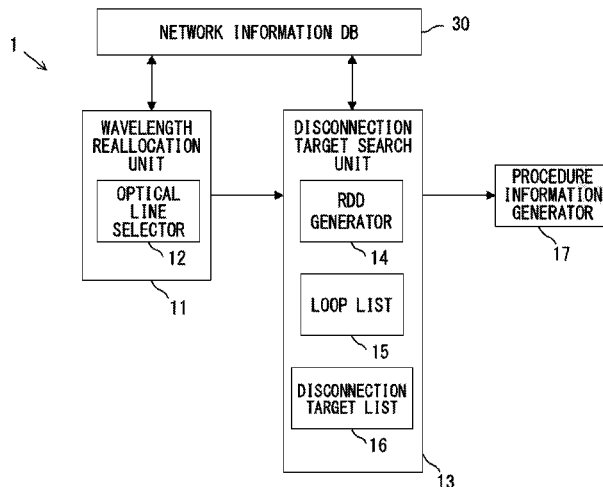 NETWORK INFORMATION DB
30
1
WAVELENGTH
REALLOCATION
UNIT
OPTICAL
LINE
SELECTOR
12
11
DISCONNECTION
TARGET SEARCH
UNIT
RDD
GENERATOR
14
LOOP LIST
15
DISCONNECTION
TARGET LIST
16
13
PROCEDURE
INFORMATION
GENERATOR
17